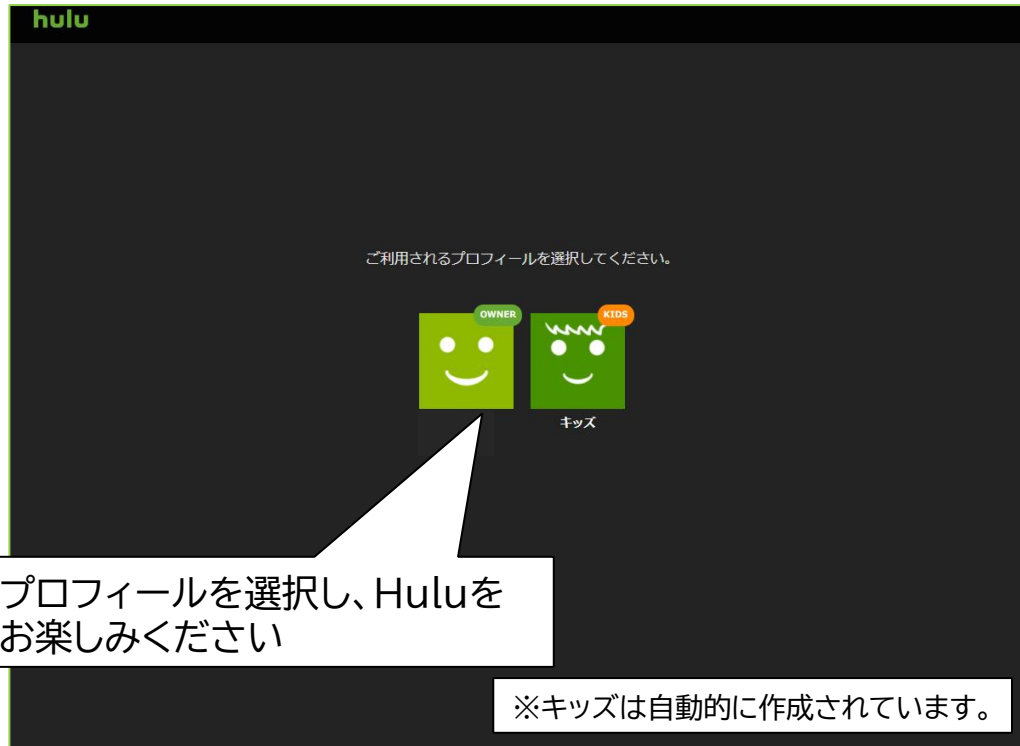 hulu
ご利用されるプロフィールを選択してください。
OWNER
KIDS
キッズ
プロフィールを選択し、Huluを
お楽しみください
※キッズは自動的に作成されています。